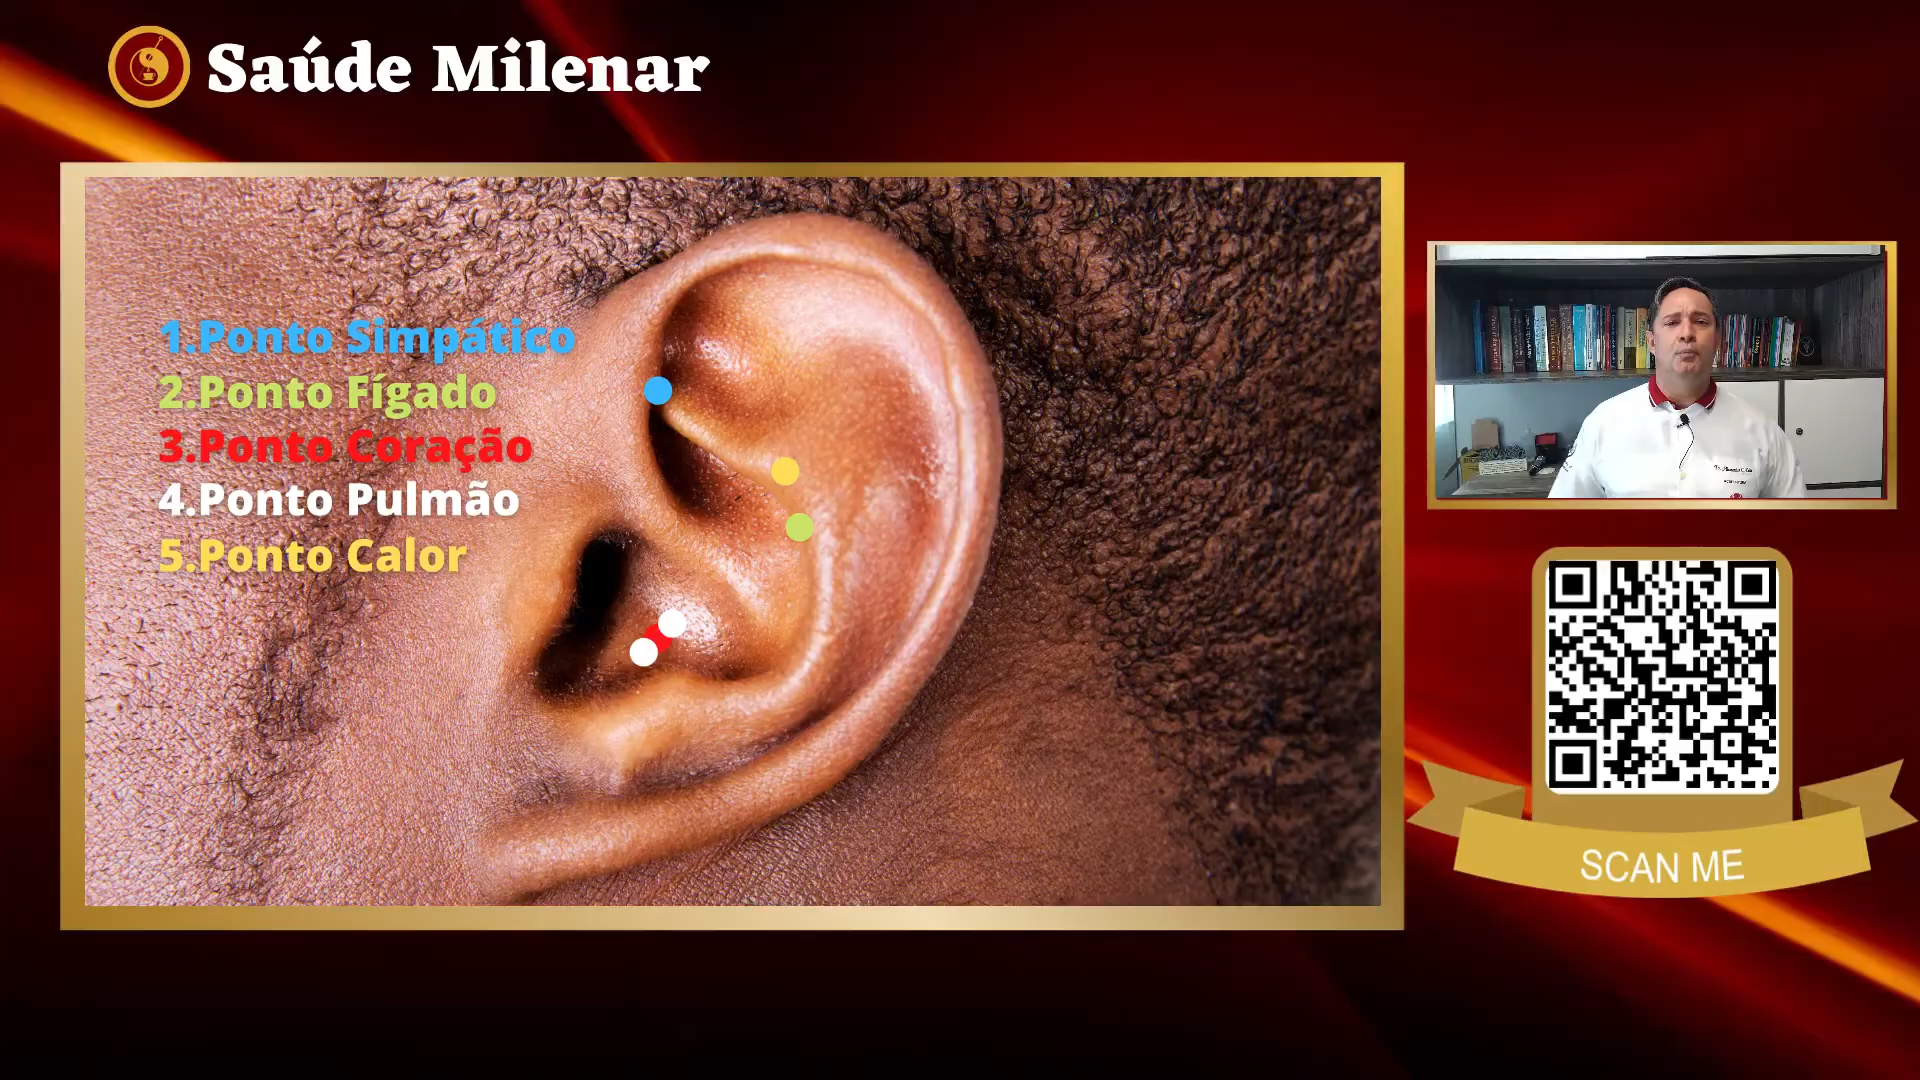 Saúde Milenar
1.Ponto Simpático
2.Ponto Fígado
3.Ponto Coração
4.Ponto Pulmão
5.Ponto Calor
SCAN ME